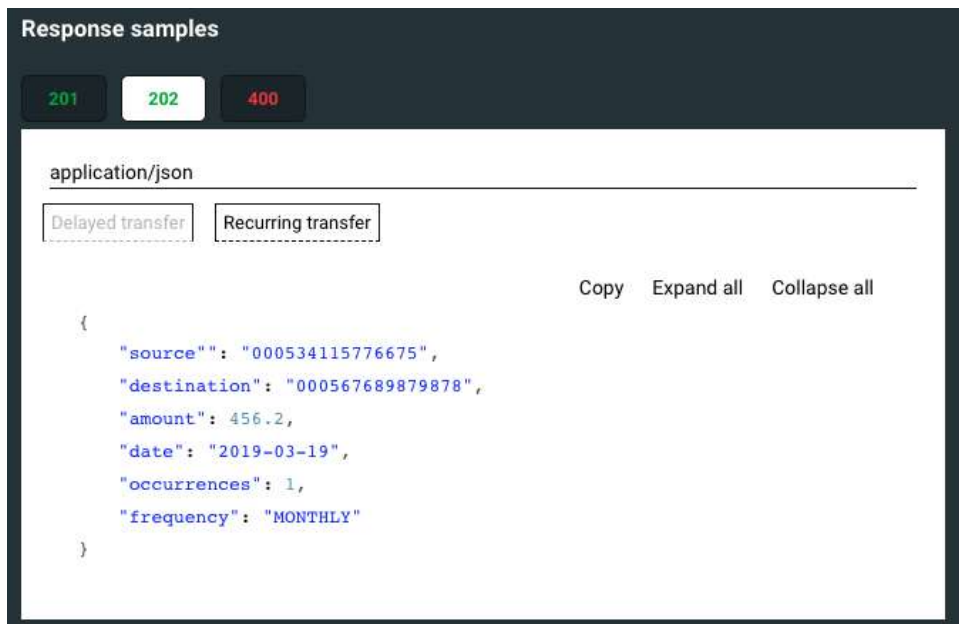 Response samples
201 202 400
application/json
Delayed transfer Recurring transfer
Copy Expand all Collapse all
{
"source"": "000534115776675",
"destination": "000567689879878",
"amount": 456.2,
"date": "2019-03-19",
"occurrences": 1,
"frequency": "MONTHLY"
}